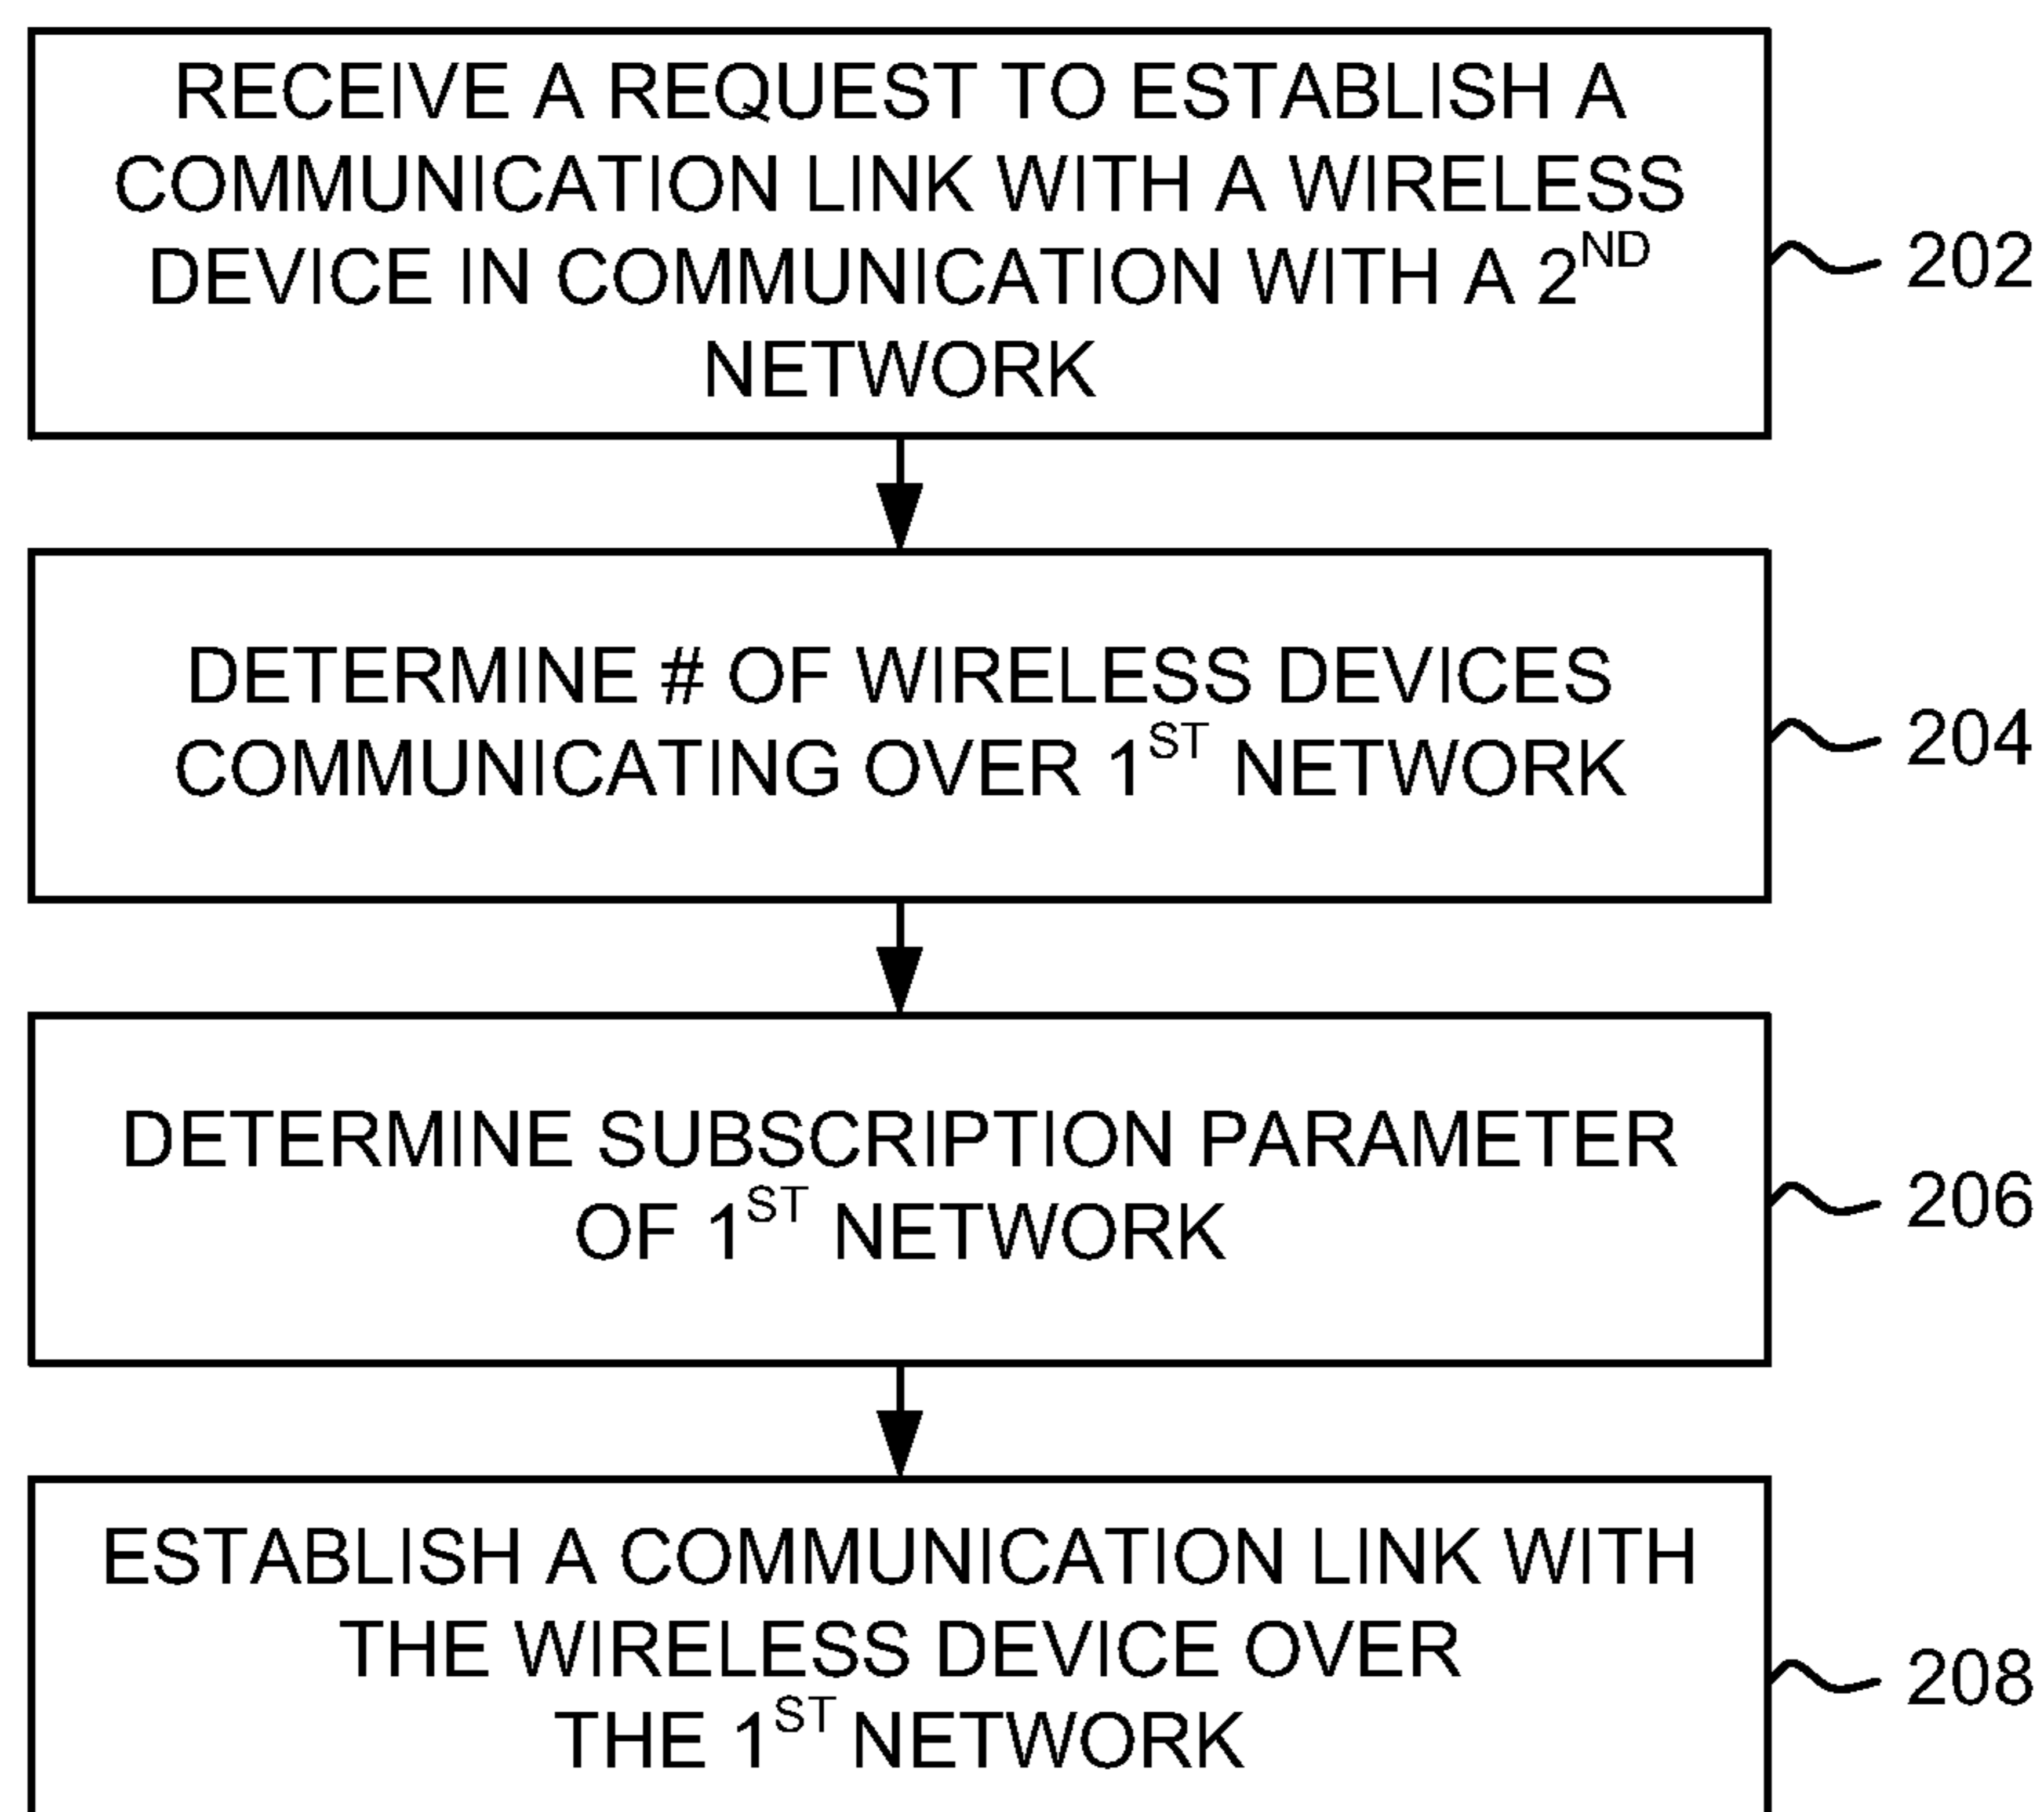 RECEIVE A REQUEST TO ESTABLISH A
COMMUNICATION LINK WITH A WIRELESS
DEVICE IN COMMUNICATION WITH A 2ND
NETWORK
202
DETERMINE # OF WIRELESS DEVICES
COMMUNICATING OVER 1ST NETWORK
204
DETERMINE SUBSCRIPTION PARAMETER
OF 1ST NETWORK
206
ESTABLISH A COMMUNICATION LINK WITH
THE WIRELESS DEVICE OVER
THE 1ST NETWORK
208